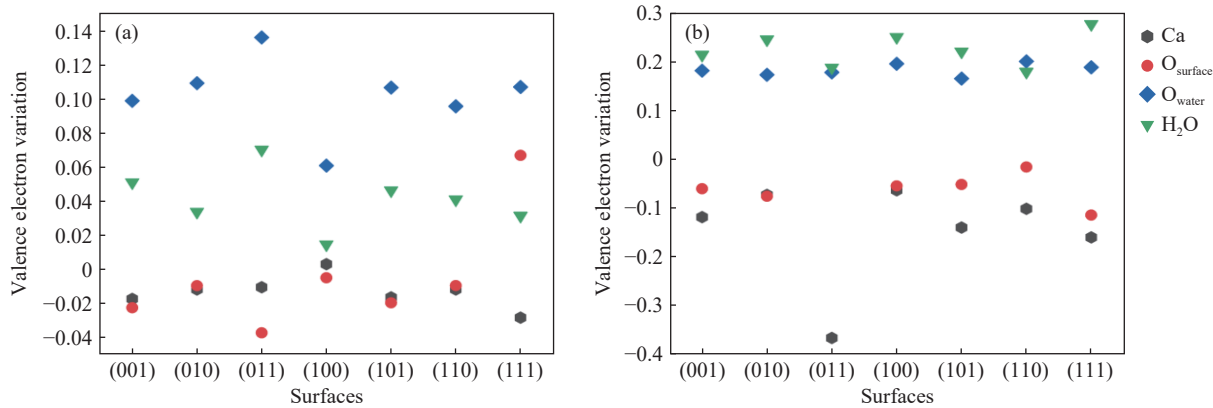 (a)
Valence electron variation
0.14
0.12
0.10
0.08
0.06
0.04
0.02
0
−0.02
−0.04
(001) (010) (011) (100) (101) (110) (111)
Surfaces
(b)
Valence electron variation
0.3
0.2
0.1
0
−0.1
−0.2
−0.3
−0.4
(001) (010) (011) (100) (101) (110) (111)
Surfaces
Ca
Osurface
Owater
H2O